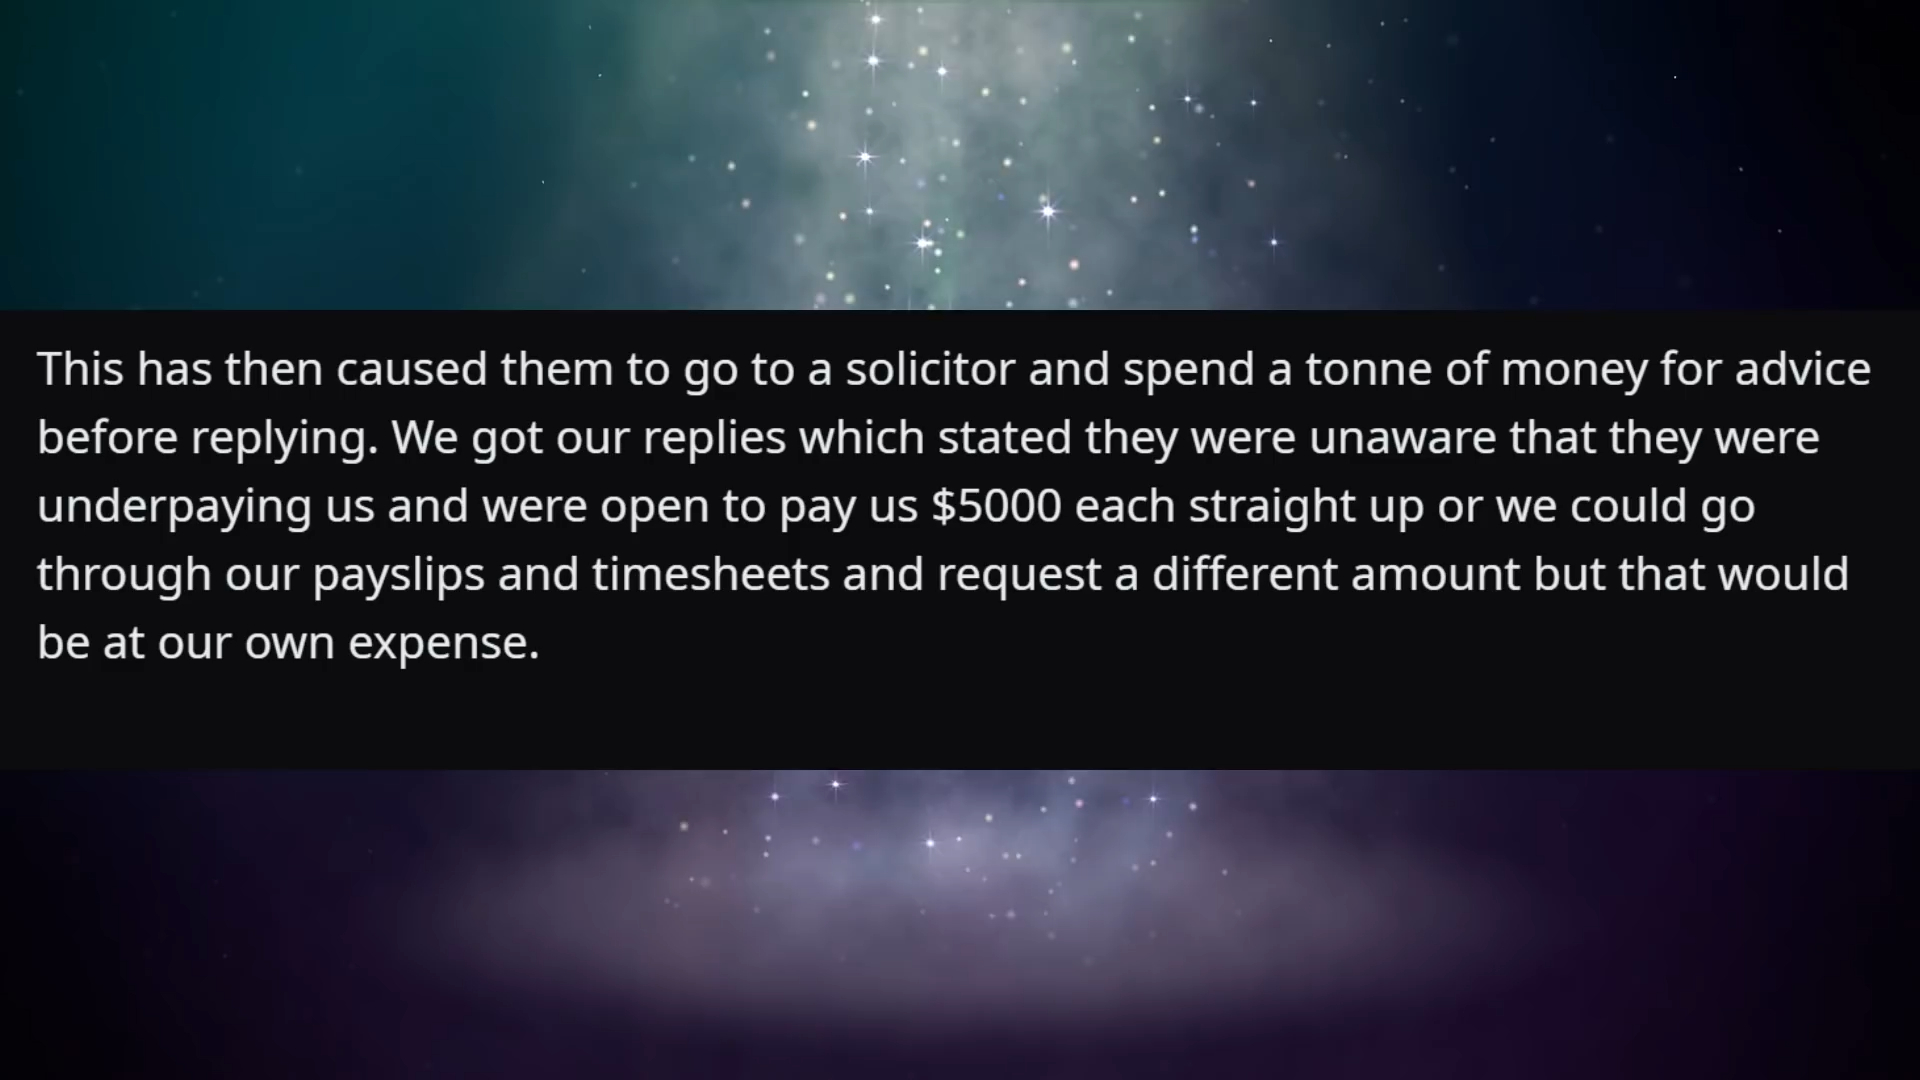 This has then caused them to go to a solicitor and spend a tonne of money for advice
before replying. We got our replies which stated they were unaware that they were
underpaying us and were open to pay us $5000 each straight up or we could go
through our payslips and timesheets and request a different amount but that would
be at our own expense.